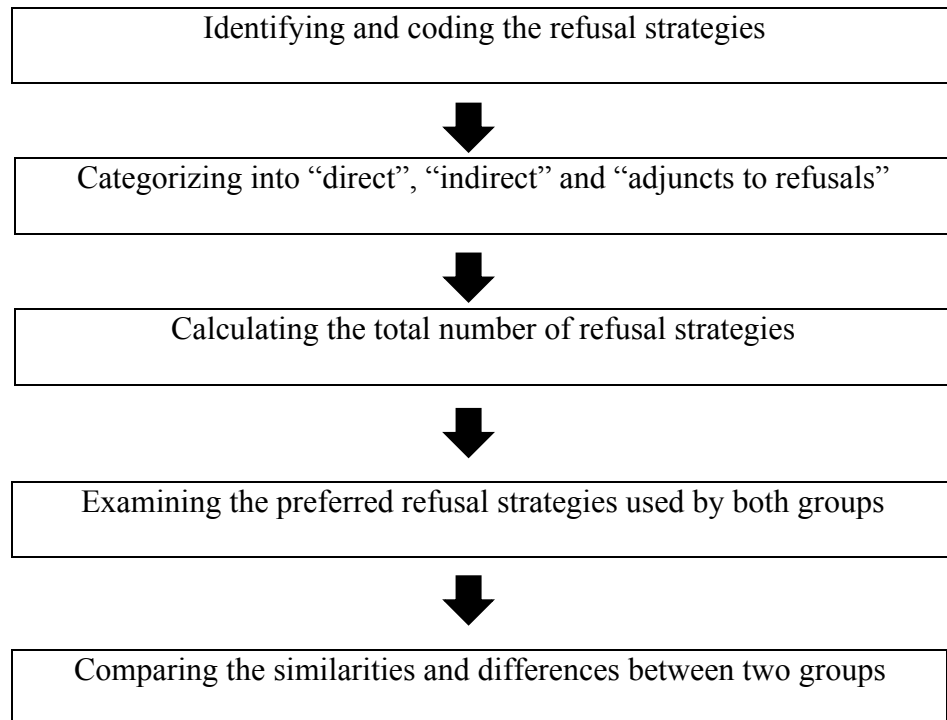 Identifying and coding the refusal strategies
Categorizing into “direct”, “indirect” and “adjuncts to refusals”
Calculating the total number of refusal strategies
Examining the preferred refusal strategies used by both groups
Comparing the similarities and differences between two groups